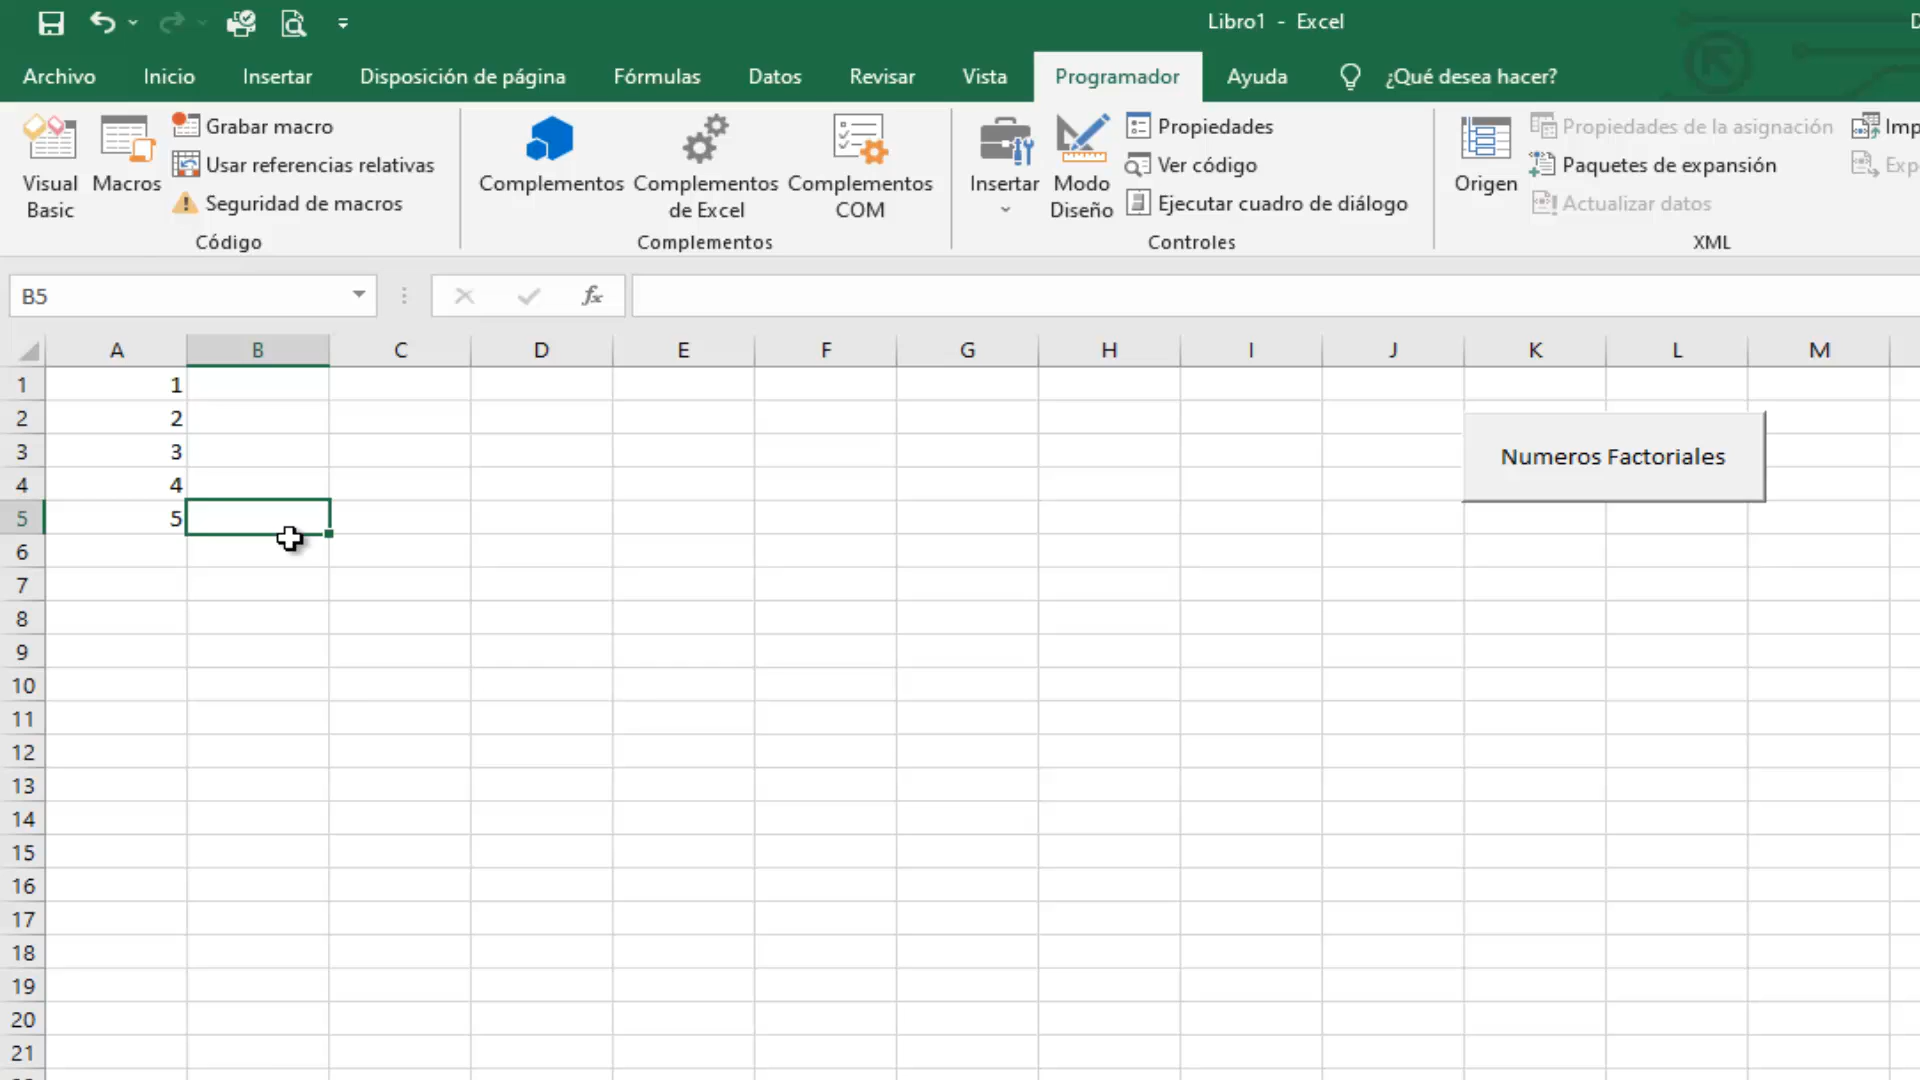 Libro1 - Excel
Archivo Inicio Insertar Disposición de página Fórmulas Datos Revisar Vista Programador Ayuda ¿Qué desea hacer?
Visual Basic
Macros
Grabar macro
Usar referencias relativas
Seguridad de macros
Código
Complementos
Complementos de Excel
Complementos COM
Complementos
Insertar
Modo Diseño
Propiedades
Ver código
Ejecutar cuadro de diálogo
Controles
Origen
Propiedades de la asignación
Paquetes de expansión
Actualizar datos
Imp
Exp
XML
B5
fx
A B C D E F G H I J K L M
1 1
2 2
3 3
4 4
5 5
Numeros Factoriales
6
7
8
9
10
11
12
13
14
15
16
17
18
19
20
21